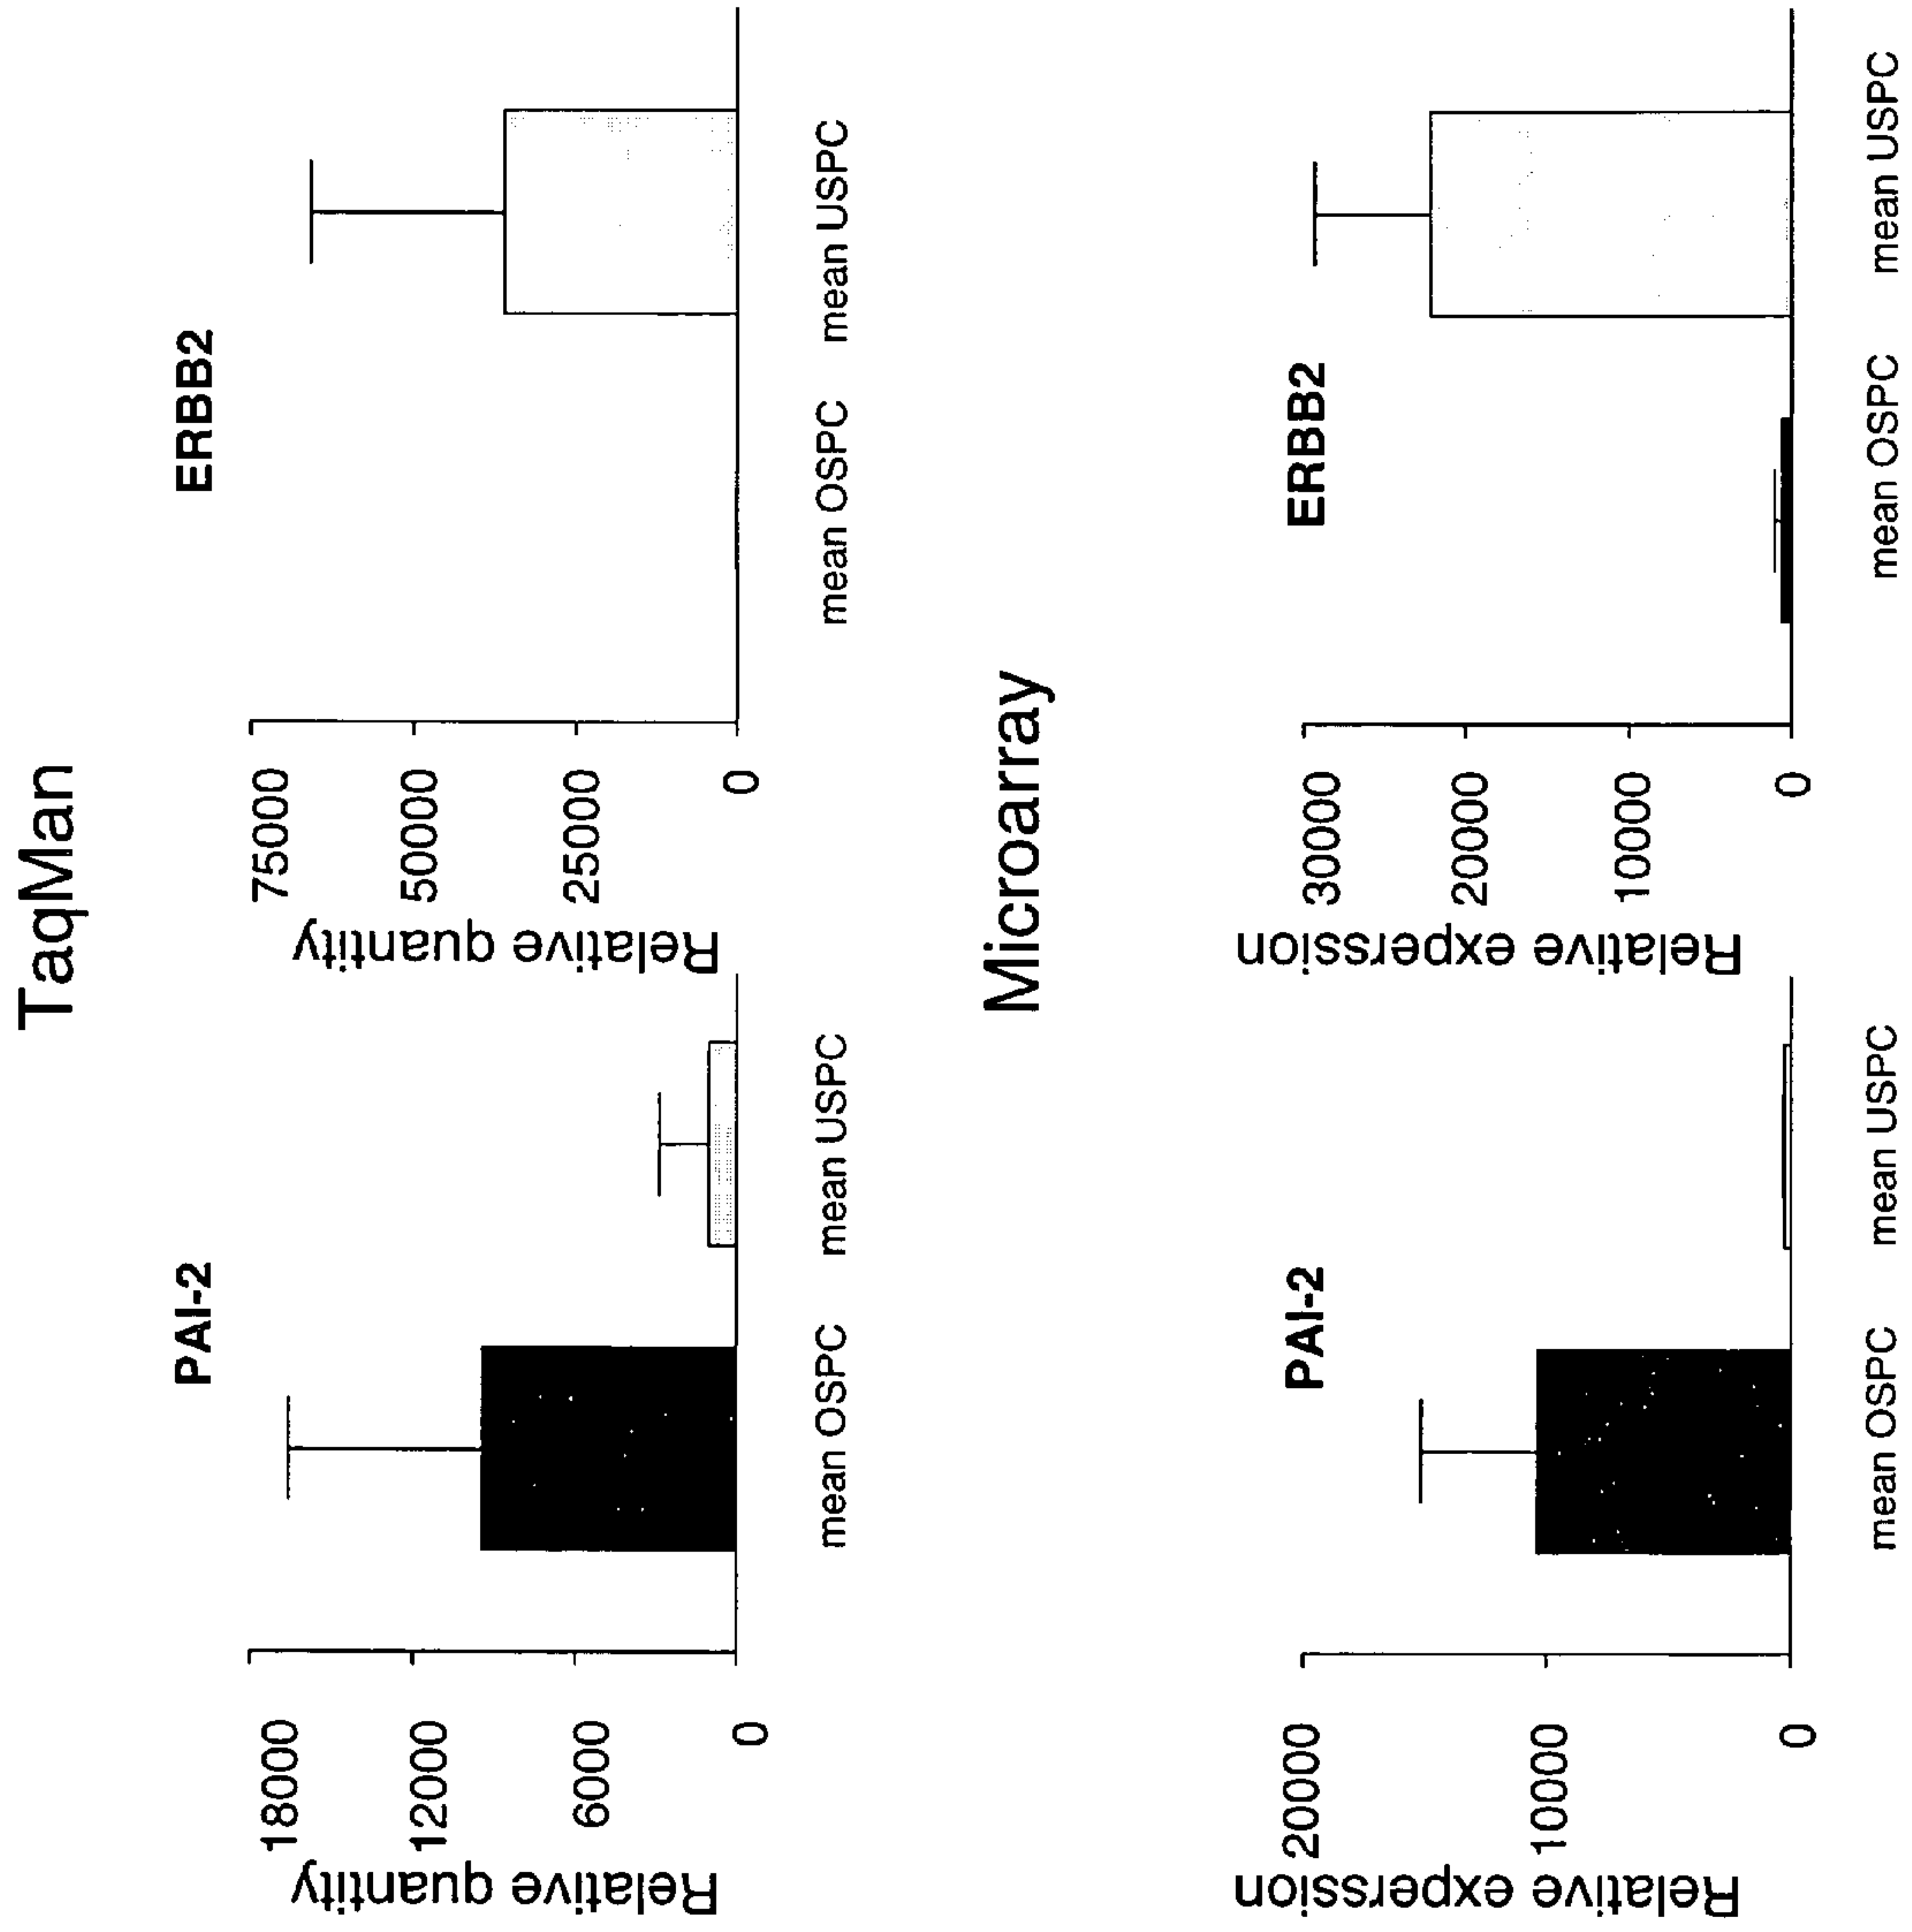 TaqMan
PAI-2
Relative quantity
18000
12000
6000
0
mean OSPC mean USPC
ERBB2
Relative quantity
75000
50000
25000
0
mean OSPC mean USPC
Microarray
PAI-2
Relative experssion
20000
10000
0
mean OSPC mean USPC
ERBB2
Relative experssion
30000
20000
10000
0
mean OSPC mean USPC